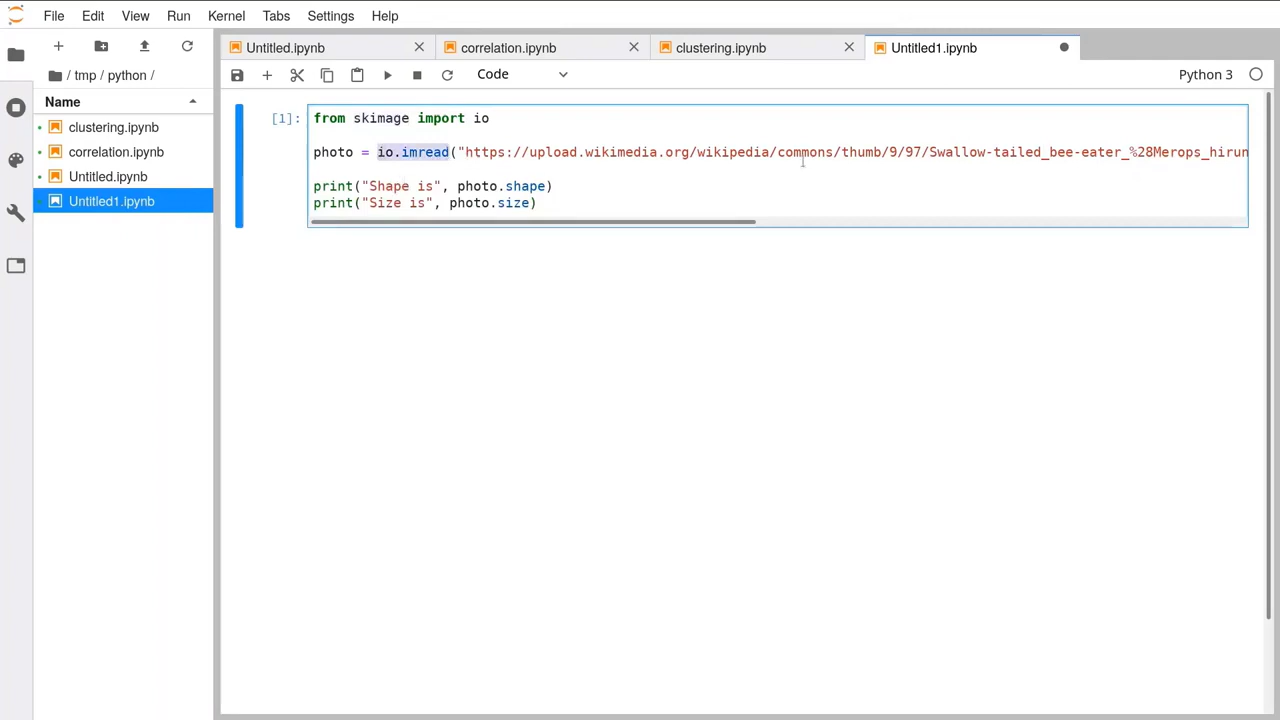 File Edit View Run Kernel Tabs Settings Help
Untitled.ipynb correlation.ipynb clustering.ipynb Untitled1.ipynb
/ tmp / python /
Code Python 3
Name
clustering.ipynb
correlation.ipynb
Untitled.ipynb
Untitled1.ipynb
[1]: from skimage import io
photo = io.imread("https://upload.wikimedia.org/wikipedia/commons/thumb/9/97/Swallow-tailed_bee-eater_%28Merops_hirun
print("Shape is", photo.shape)
print("Size is", photo.size)